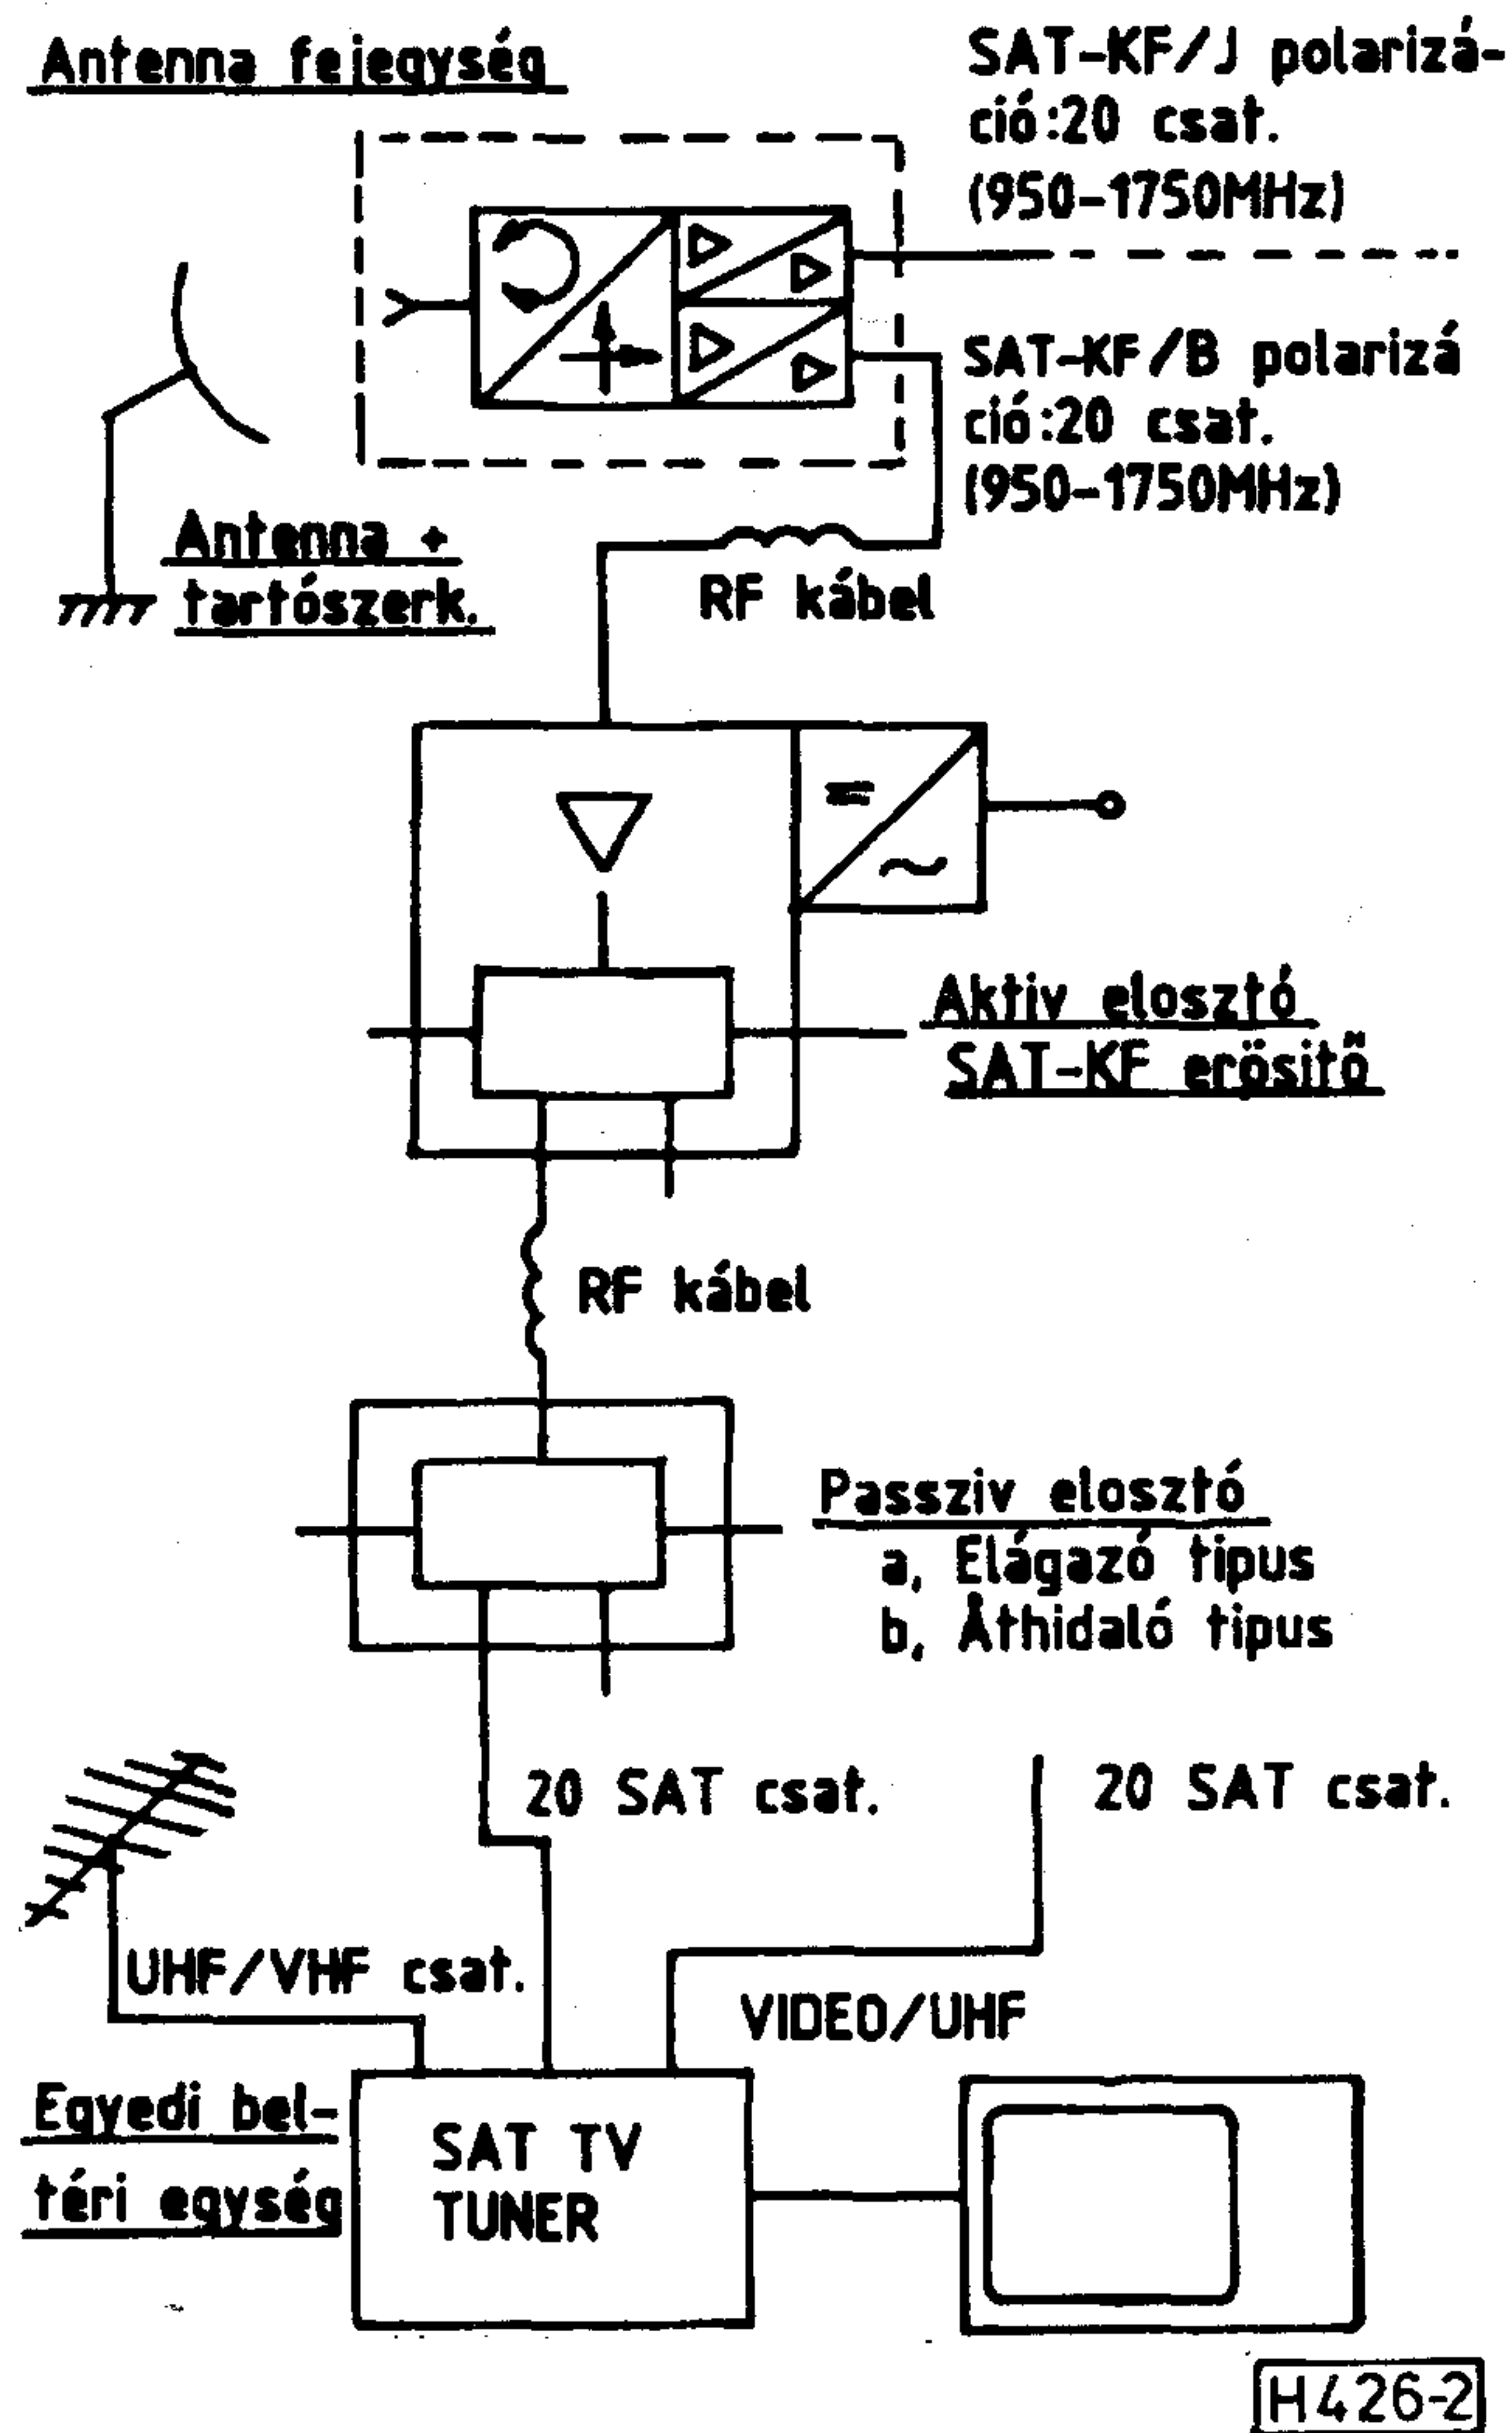 Antenna fejegység
SAT-KF/J polarizá-
ció:20 csat.
(950-1750MHz)
SAT-KF/B polarizá
ció:20 csat.
(950-1750MHz)
Antenna +
tartószerk.
RF kábel
Aktiv elosztó
SAT-KF erősitő
RF kábel
Passziv elosztó
a, Elágazó tipus
b, Áthidaló tipus
20 SAT csat.
20 SAT csat.
UHF/VHF csat.
VIDEO/UHF
Egyedi bel-
téri egység
SAT TV
TUNER
H426-2